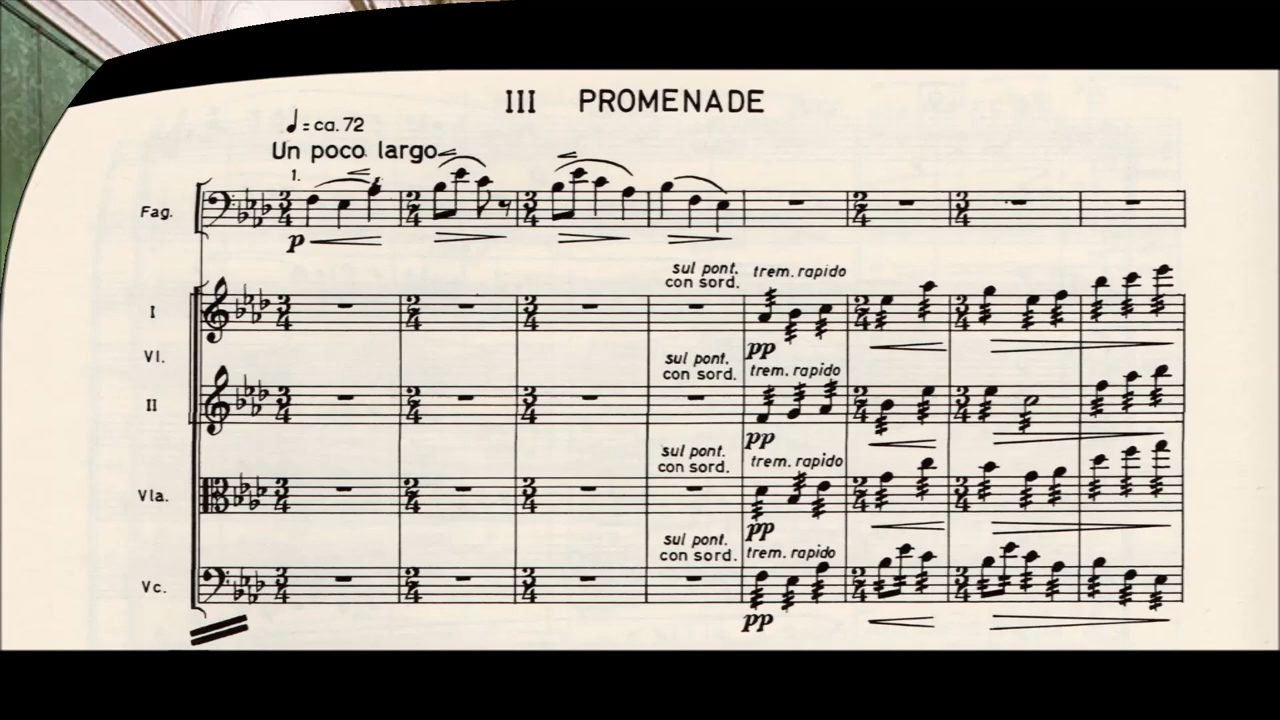 III PROMENADE
♩ = ca. 72
Un poco largo
1.
Fag.
p
sul pont. trem. rapido
con sord.
I
pp
Vl.
sul pont.
con sord. trem. rapido
II
pp
sul pont.
con sord. trem. rapido
Vla.
pp
sul pont.
con sord. trem. rapido
Vc.
pp